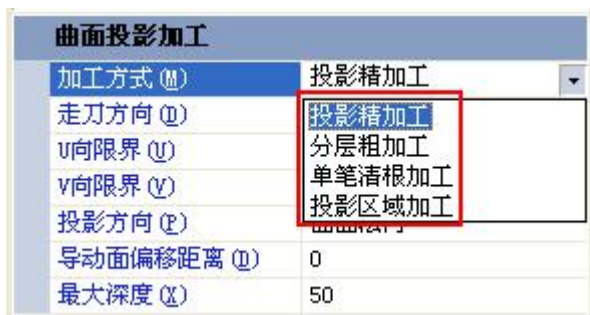 曲面投影加工
加工方式(M) 投影精加工
走刀方向(D) 投影精加工
U向限界(U) 分层粗加工
V向限界(V) 单笔清根加工
投影方向(P) 投影区域加工
导动面偏移距离(D) 0
最大深度(X) 50